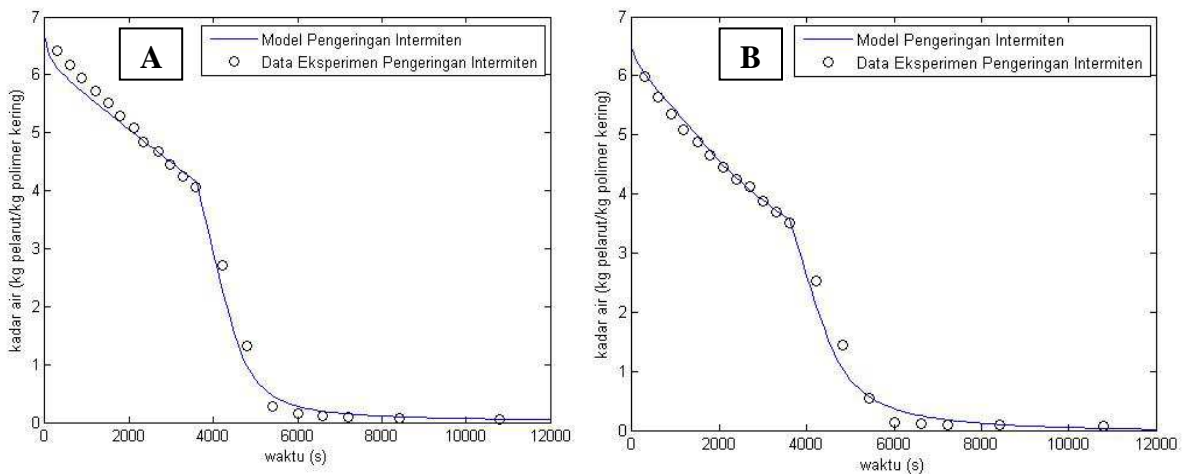 A
Model Pengeringan Intermiten
Data Eksperimen Pengeringan Intermiten
kadar air (kg pelarut/kg polimer kering)
7
6
5
4
3
2
1
0
0 2000 4000 6000 8000 10000 12000
waktu (s)
B
Model Pengeringan Intermiten
Data Eksperimen Pengeringan Intermiten
kadar air (kg pelarut/kg polimer kering)
7
6
5
4
3
2
1
0
0 2000 4000 6000 8000 10000 12000
waktu (s)